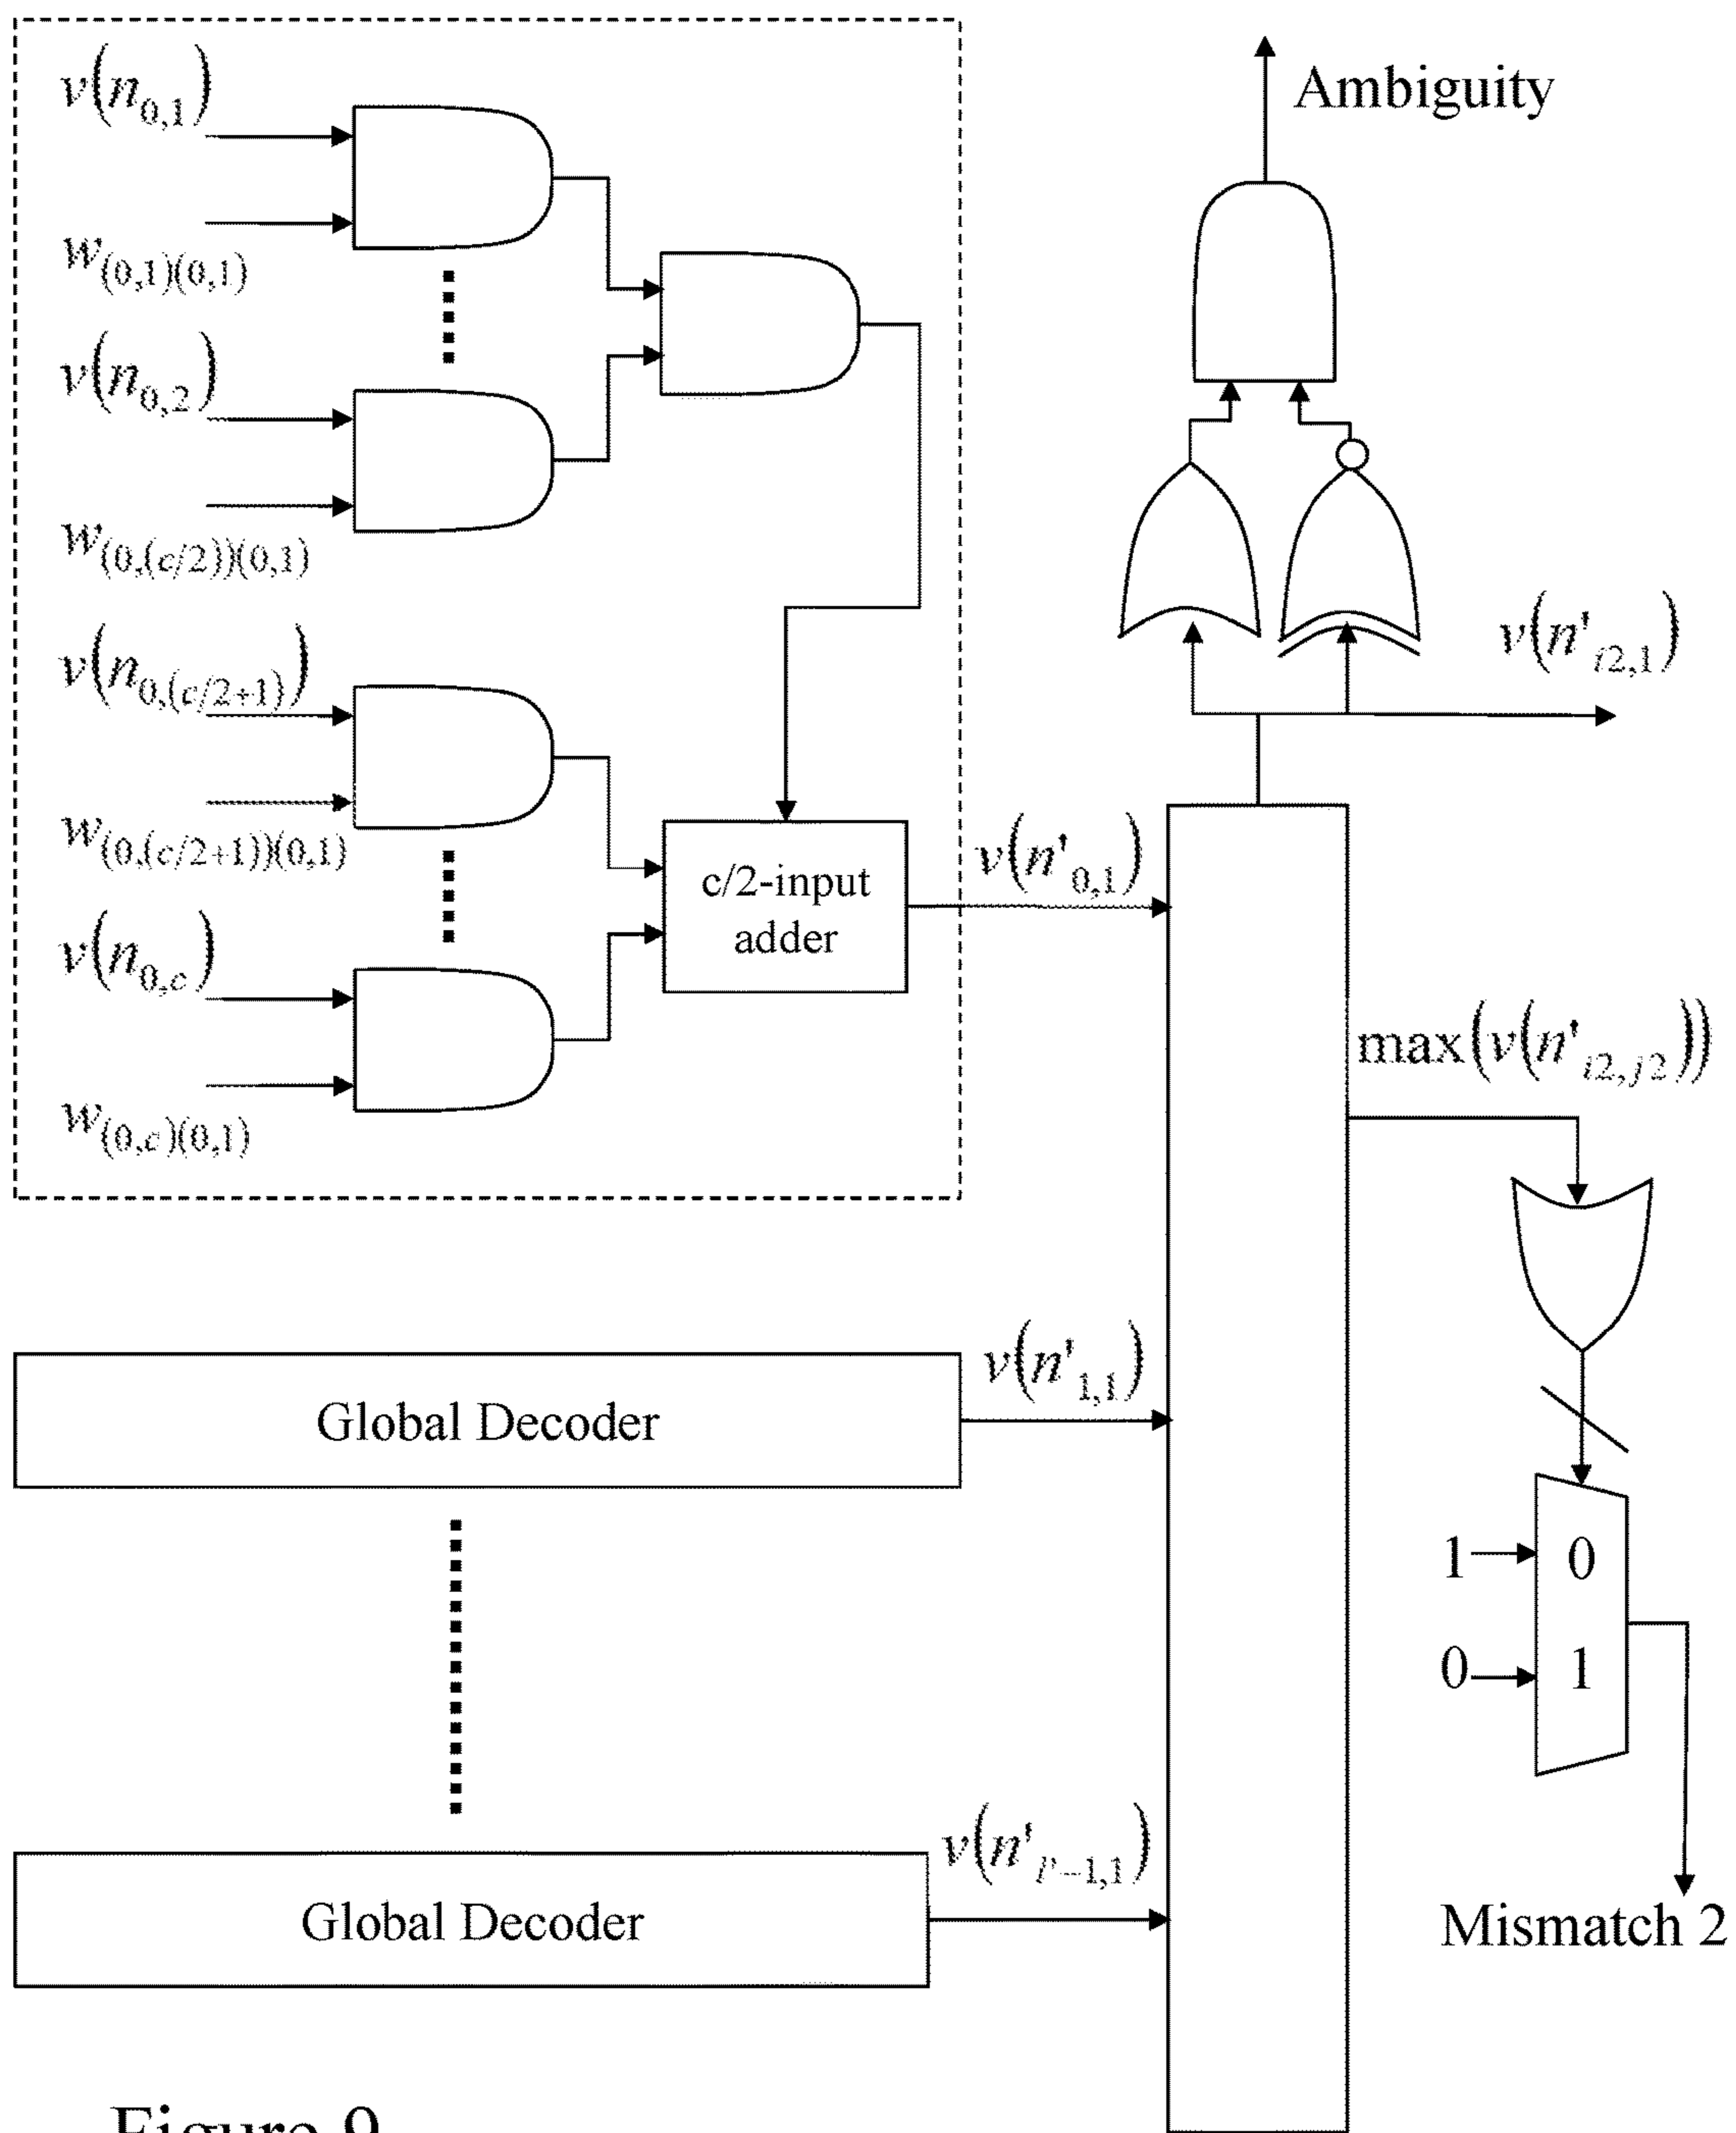 v(n0,1)
w(0,1)(0,1)
v(n0,2)
w(0,(c/2))(0,1)
v(n0,(c/2+1))
w(0,(c/2+1))(0,1)
v(n0,c)
w(0,c)(0,1)
c/2-input
adder
Ambiguity
v(n'i2,1)
v(n'0,1)
max(v(n'i2,j2))
Global Decoder
v(n'1,1)
1
0
0
1
Global Decoder
v(n'l'-1,1)
Mismatch 2
Figure 9